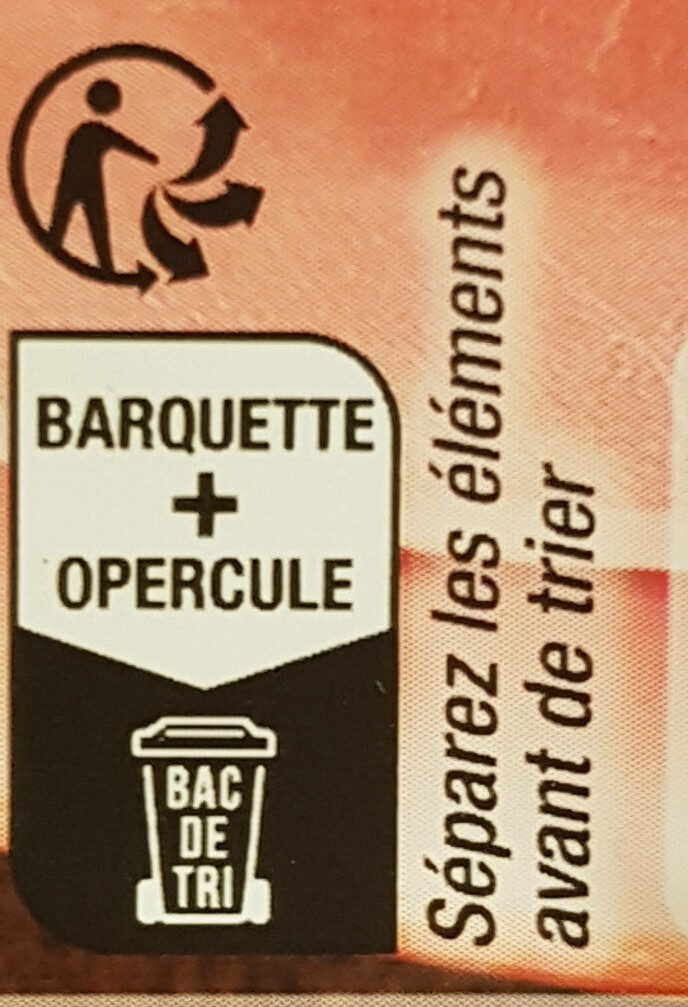 BARQUETTE
+
OPERCULE
BAC
DE
TRI
Séparez les éléments
avant de trier